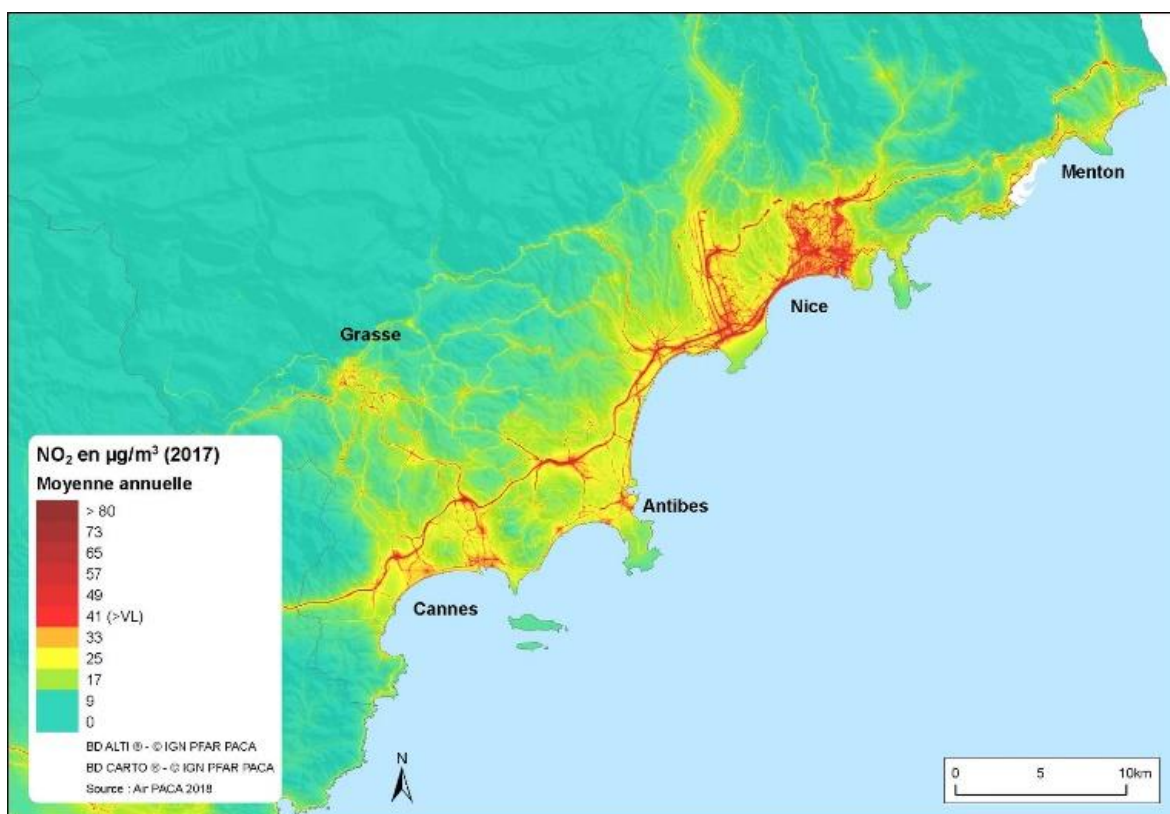 Menton
Nice
Grasse
Antibes
Cannes
NO₂ en µg/m³ (2017)
Moyenne annuelle
> 80
73
65
57
49
41 (>VL)
33
25
17
9
0
BD ALTI ® - © IGN PFAR PACA
BD CARTO ® - © IGN PFAR PACA
Source : Air PACA 2018
N
0 5 10km